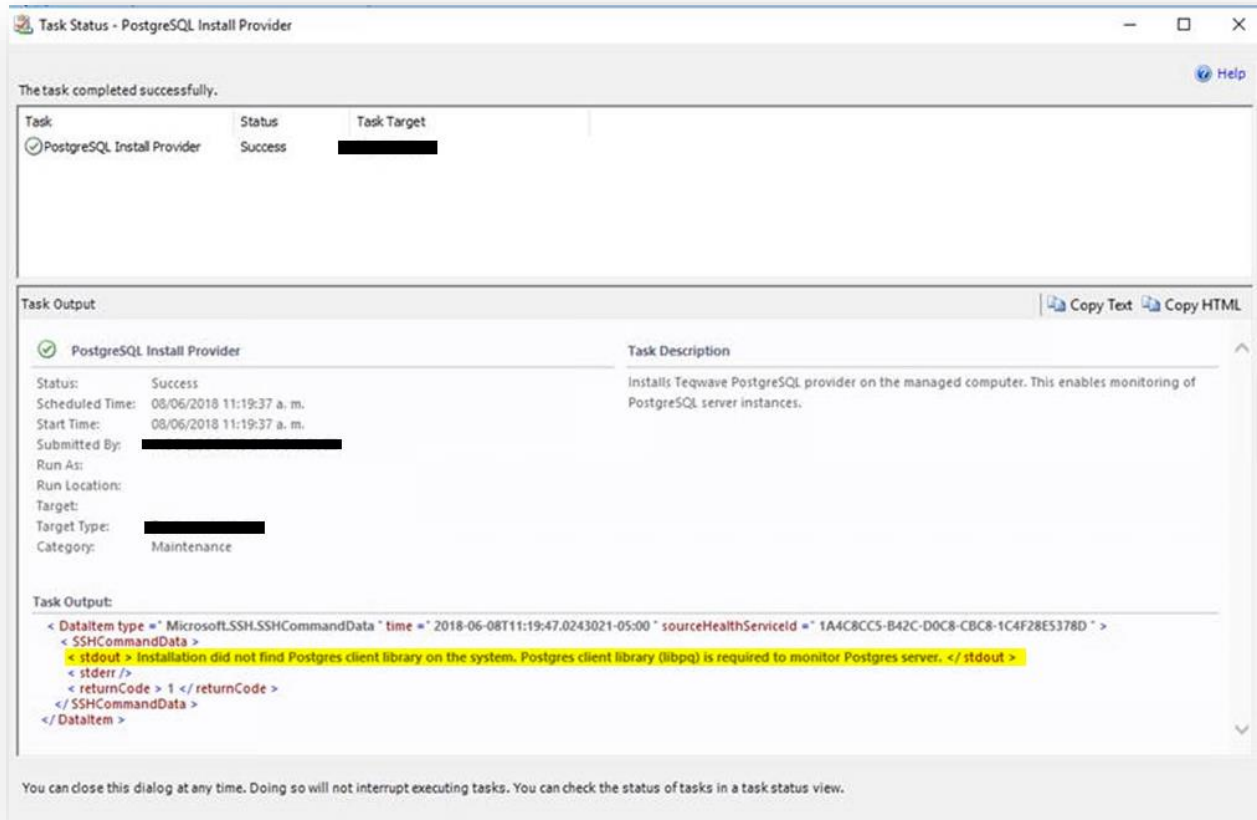 Task Status - PostgreSQL Install Provider
Help
The task completed successfully.
Task Status Task Target
PostgreSQL Install Provider Success
Task Output Copy Text Copy HTML
PostgreSQL Install Provider
Task Description
Status: Success
Scheduled Time: 08/06/2018 11:19:37 a. m.
Start Time: 08/06/2018 11:19:37 a. m.
Submitted By:
Run As:
Run Location:
Target:
Target Type:
Category: Maintenance
Installs Teqwave PostgreSQL provider on the managed computer. This enables monitoring of
PostgreSQL server instances.
Task Output:
< DataItem type =" Microsoft.SSH.SSHCommandData " time =" 2018-06-08T11:19:47.0243021-05:00 " sourceHealthServiceId =" 1A4C8CC5-B42C-D0C8-CBC8-1C4F28E5378D " >
< SSHCommandData >
< stdout > Installation did not find Postgres client library on the system. Postgres client library (libpq) is required to monitor Postgres server. </ stdout >
< stderr />
< returnCode > 1 </ returnCode >
</ SSHCommandData >
</ DataItem >
You can close this dialog at any time. Doing so will not interrupt executing tasks. You can check the status of tasks in a task status view.